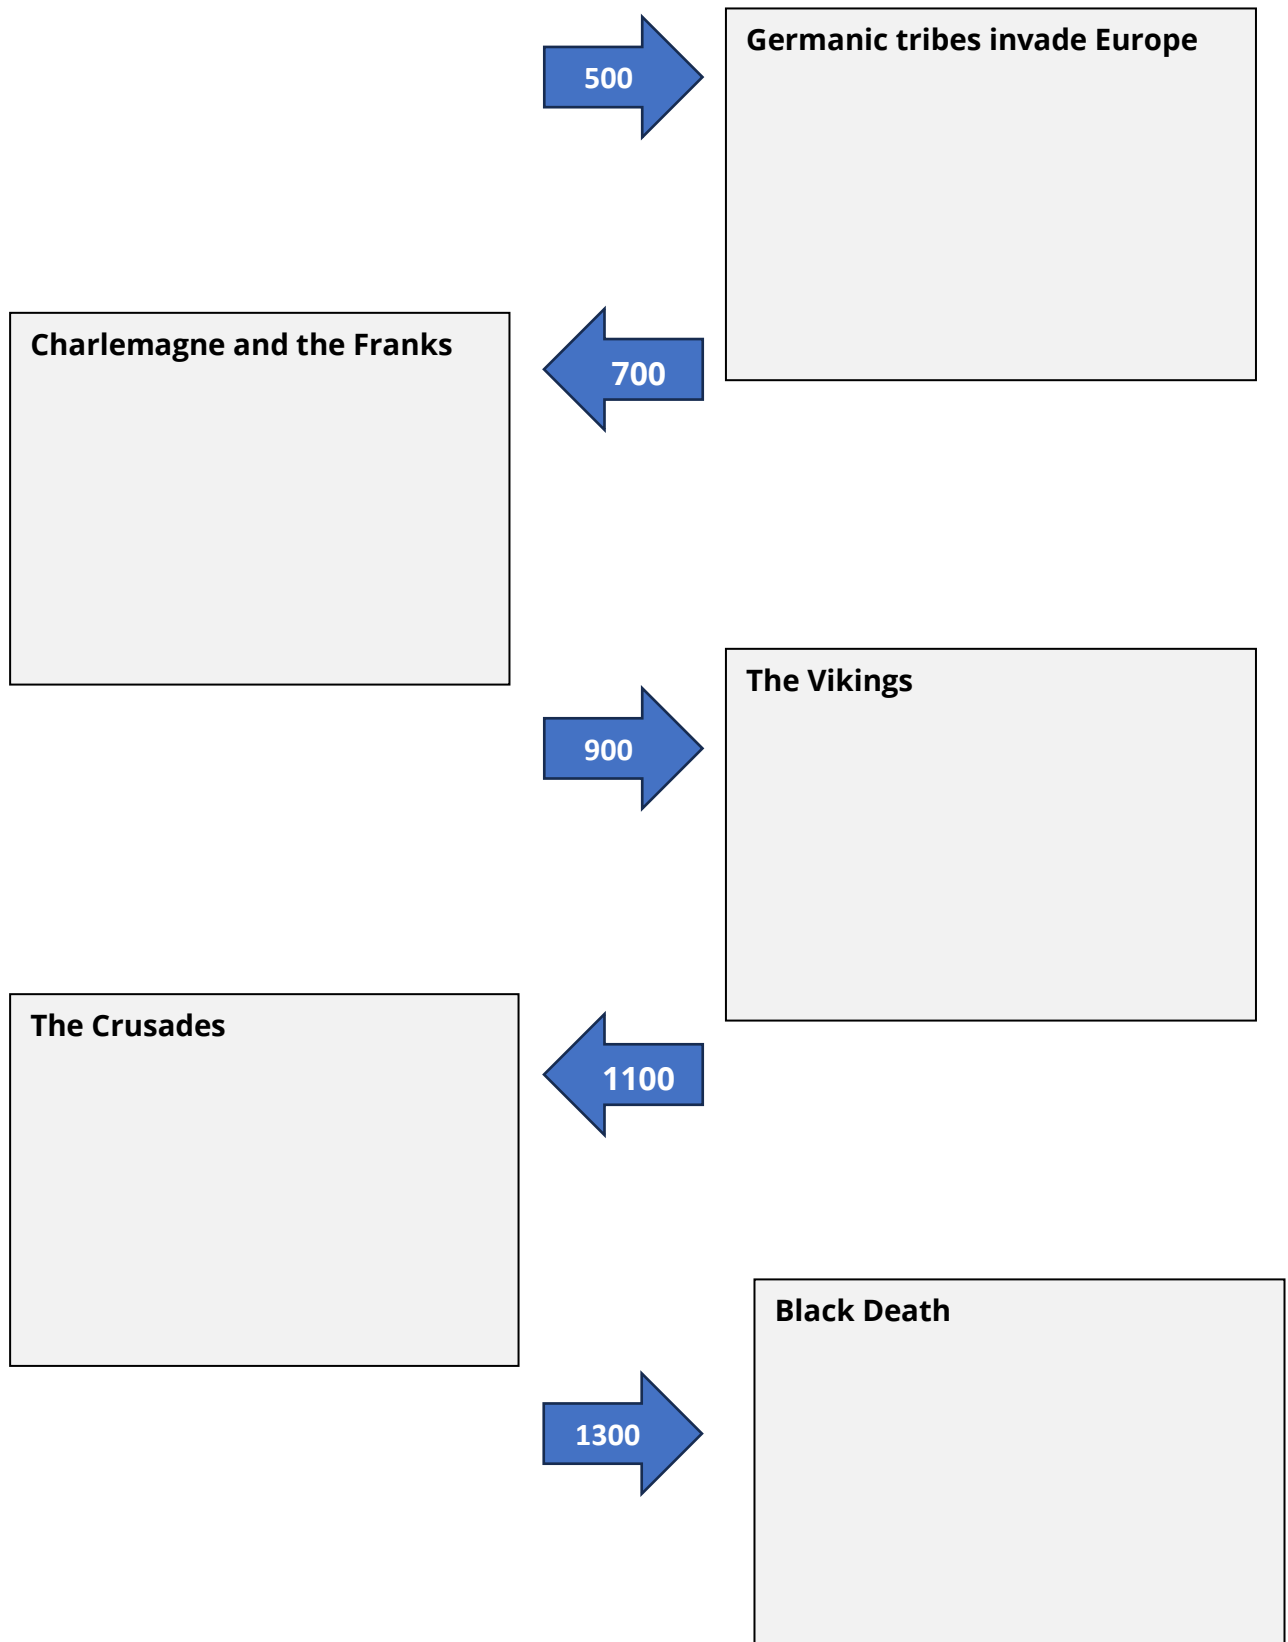 500
Germanic tribes invade Europe
Charlemagne and the Franks
700
The Vikings
900
The Crusades
1100
Black Death
1300